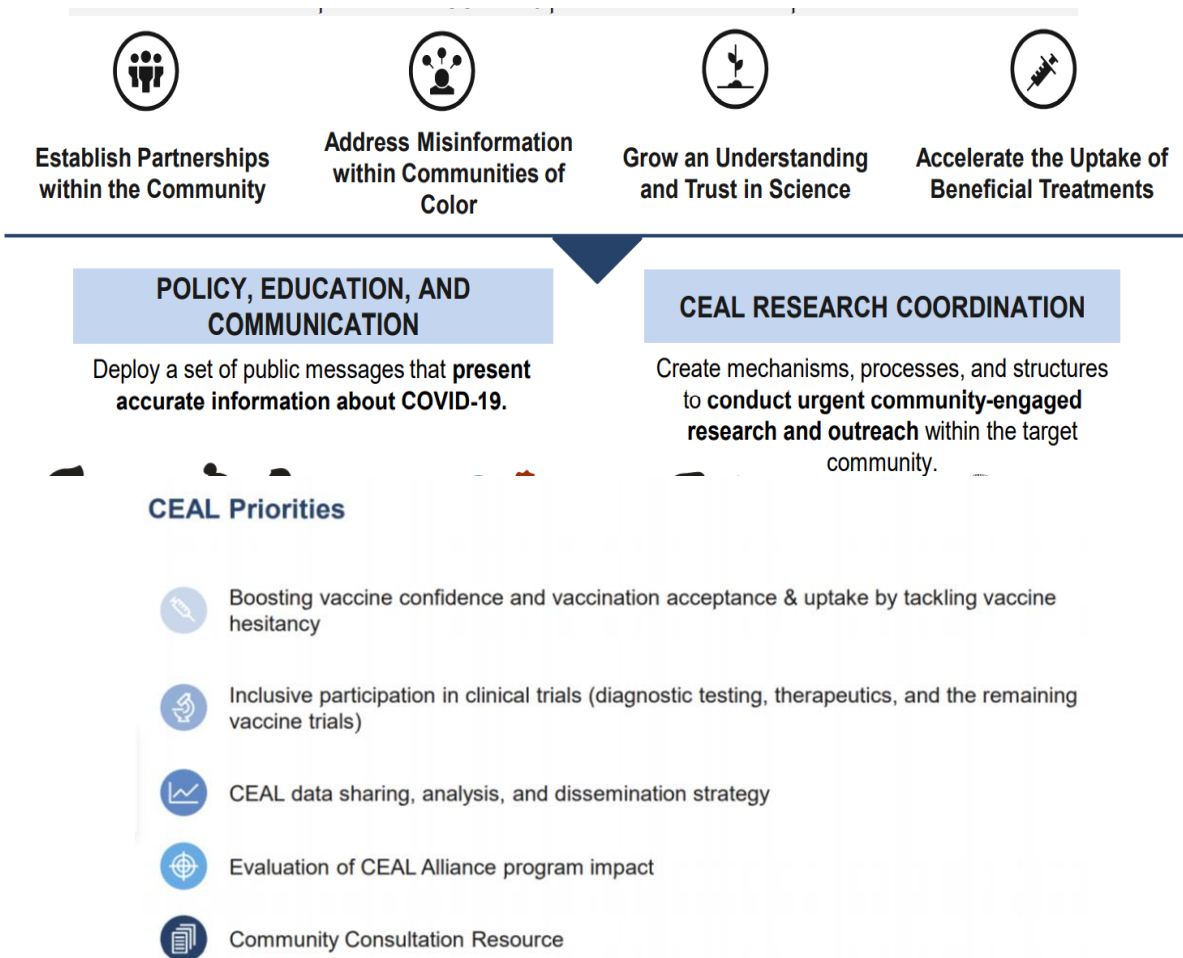 Establish Partnerships
within the Community
Address Misinformation
within Communities of
Color
Grow an Understanding
and Trust in Science
Accelerate the Uptake of
Beneficial Treatments
POLICY, EDUCATION, AND
COMMUNICATION
Deploy a set of public messages that present
accurate information about COVID-19.
CEAL RESEARCH COORDINATION
Create mechanisms, processes, and structures
to conduct urgent community-engaged
research and outreach within the target
community.
CEAL Priorities
Boosting vaccine confidence and vaccination acceptance & uptake by tackling vaccine
hesitancy
Inclusive participation in clinical trials (diagnostic testing, therapeutics, and the remaining
vaccine trials)
CEAL data sharing, analysis, and dissemination strategy
Evaluation of CEAL Alliance program impact
Community Consultation Resource